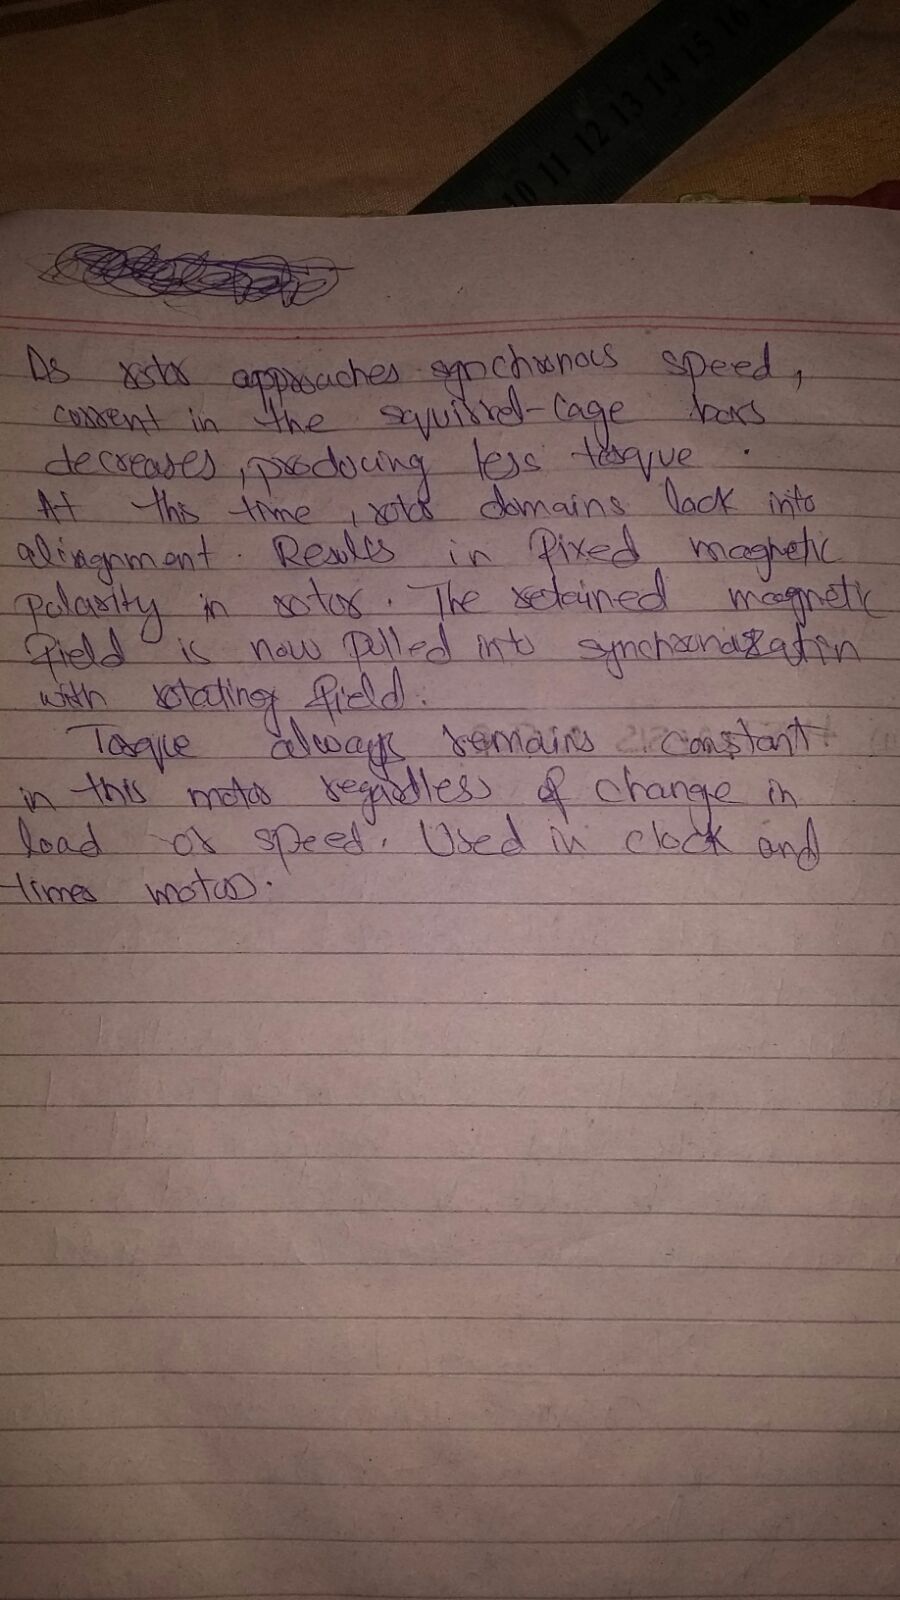 10 11 12 13 14 15 16
As rotor approaches synchronous speed,
current in the squirrel-cage bars
decreases, producing less torque.
At this time, rotor domains lock into
alingnment. Results in fixed magnetic
polarity in rotor. The retained magnetic
field is now pulled into synchronization
with rotating field.
Torque always remains constant
in this motor regardless of change in
load or speed. Used in clock and
timer motors.